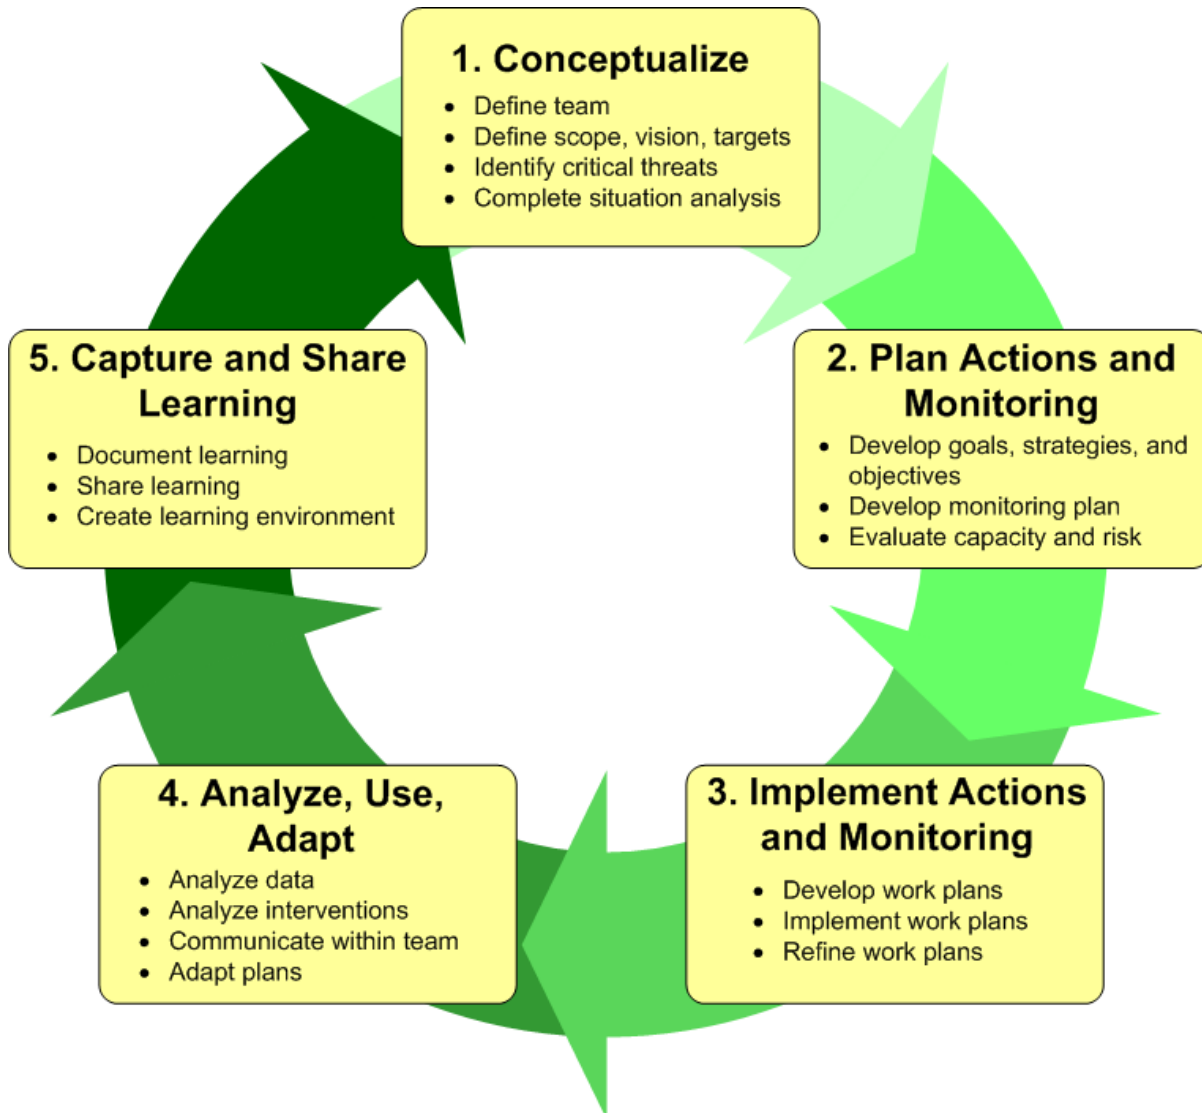 1. Conceptualize
• Define team
• Define scope, vision, targets
• Identify critical threats
• Complete situation analysis
2. Plan Actions and
Monitoring
• Develop goals, strategies, and
objectives
• Develop monitoring plan
• Evaluate capacity and risk
3. Implement Actions
and Monitoring
• Develop work plans
• Implement work plans
• Refine work plans
4. Analyze, Use,
Adapt
• Analyze data
• Analyze interventions
• Communicate within team
• Adapt plans
5. Capture and Share
Learning
• Document learning
• Share learning
• Create learning environment